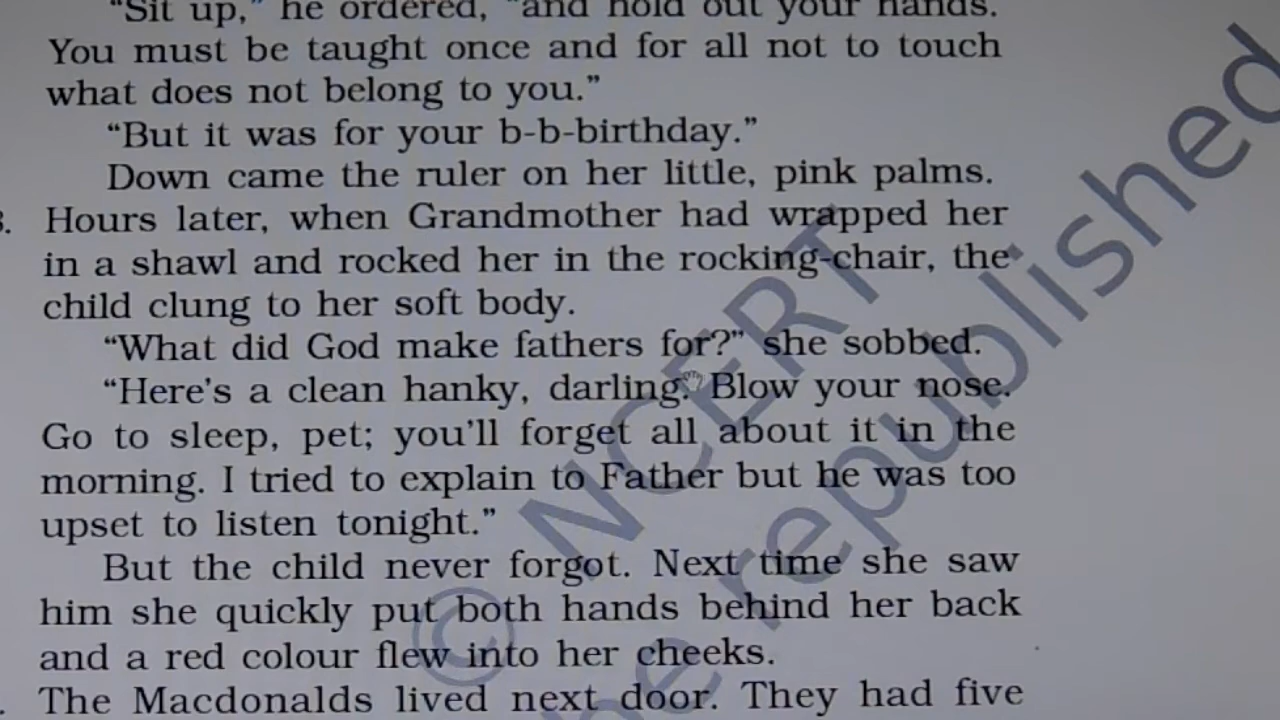 "Sit up," he ordered, "and hold out your hands.
You must be taught once and for all not to touch
what does not belong to you."
"But it was for your b-b-birthday."
Down came the ruler on her little, pink palms.
3. Hours later, when Grandmother had wrapped her
in a shawl and rocked her in the rocking-chair, the
child clung to her soft body.
"What did God make fathers for?" she sobbed.
"Here's a clean hanky, darling. Blow your nose.
Go to sleep, pet; you'll forget all about it in the
morning. I tried to explain to Father but he was too
upset to listen tonight."
But the child never forgot. Next time she saw
him she quickly put both hands behind her back
and a red colour flew into her cheeks.
The Macdonalds lived next door. They had five
© NCERT
be republished